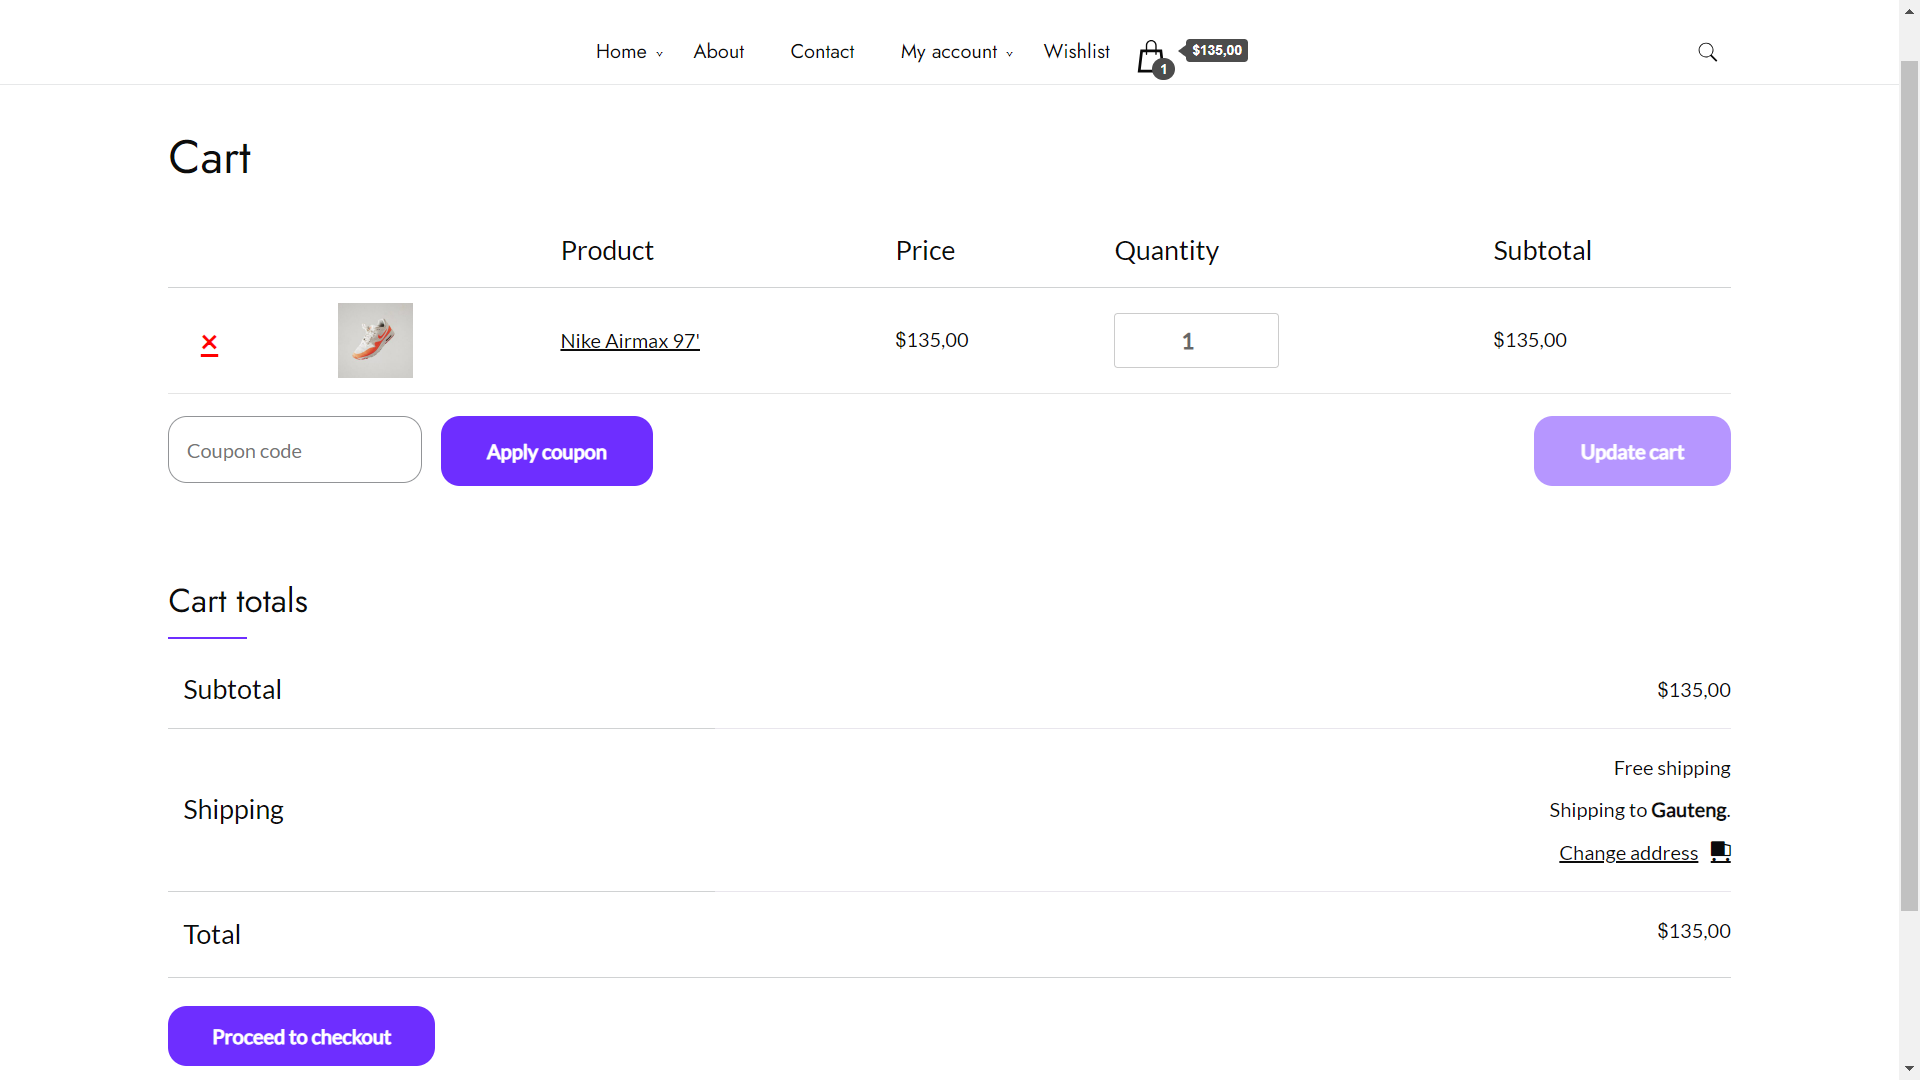 Home About Contact My account Wishlist 1 $135,00
Cart
Product Price Quantity Subtotal
× Nike Airmax 97' $135,00 1 $135,00
Coupon code Apply coupon Update cart
Cart totals
Subtotal $135,00
Free shipping
Shipping Shipping to Gauteng.
Change address
Total $135,00
Proceed to checkout